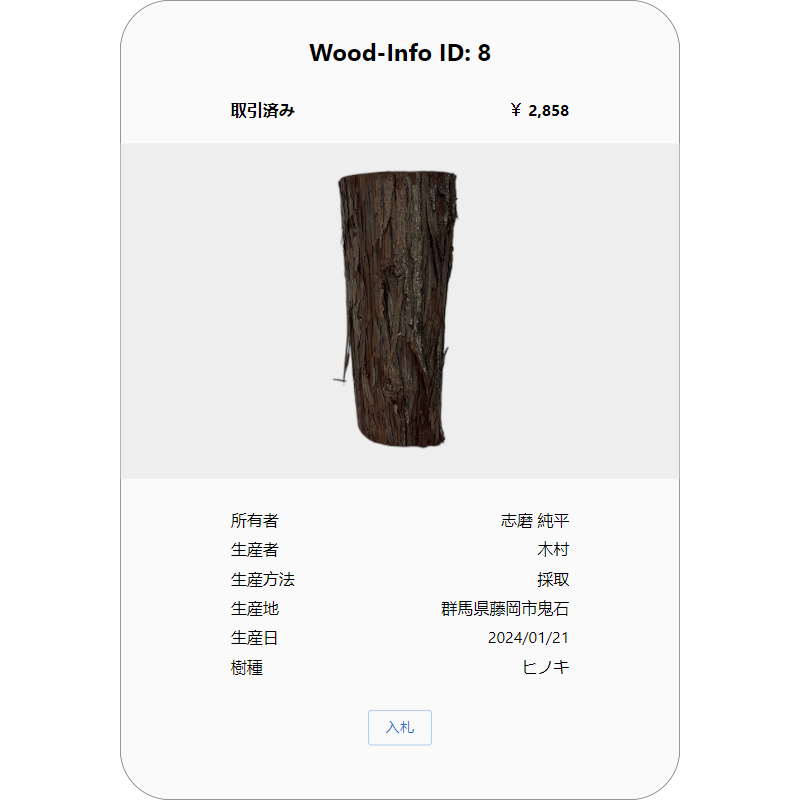 Wood-Info ID: 8
取引済み ￥ 2,858
所有者 志磨 純平
生産者 木村
生産方法 採取
生産地 群馬県藤岡市鬼石
生産日 2024/01/21
樹種 ヒノキ
入札